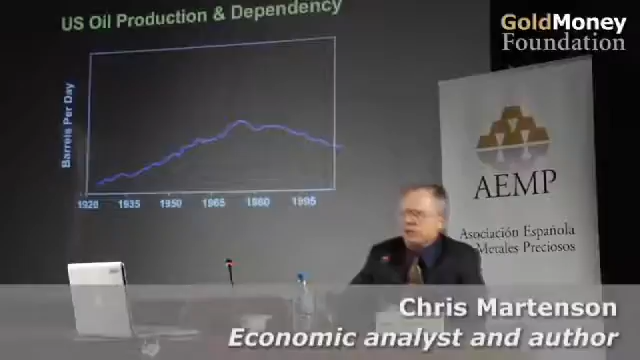 US Oil Production & Dependency
GoldMoney
Foundation
Barrels Per Day
1920 1935 1950 1965 1980 1995
AEMP
Asociación Española
Metales Preciosos
Chris Martenson
Economic analyst and author